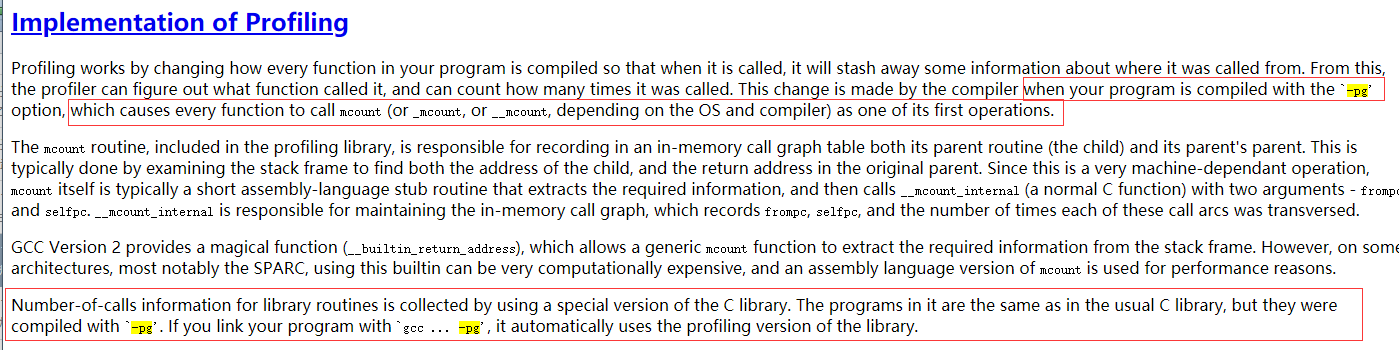 Implementation of Profiling
Profiling works by changing how every function in your program is compiled so that when it is called, it will stash away some information about where it was called from. From this,
the profiler can figure out what function called it, and can count how many times it was called. This change is made by the compiler when your program is compiled with the `-pg'
option, which causes every function to call mcount (or _mcount, or __mcount, depending on the OS and compiler) as one of its first operations.
The mcount routine, included in the profiling library, is responsible for recording in an in-memory call graph table both its parent routine (the child) and its parent's parent. This is
typically done by examining the stack frame to find both the address of the child, and the return address in the original parent. Since this is a very machine-dependant operation,
mcount itself is typically a short assembly-language stub routine that extracts the required information, and then calls __mcount_internal (a normal C function) with two arguments - frompc
and selfpc. __mcount_internal is responsible for maintaining the in-memory call graph, which records frompc, selfpc, and the number of times each of these call arcs was transversed.
GCC Version 2 provides a magical function (__builtin_return_address), which allows a generic mcount function to extract the required information from the stack frame. However, on some
architectures, most notably the SPARC, using this builtin can be very computationally expensive, and an assembly language version of mcount is used for performance reasons.
Number-of-calls information for library routines is collected by using a special version of the C library. The programs in it are the same as in the usual C library, but they were
compiled with `-pg'. If you link your program with `gcc ... -pg', it automatically uses the profiling version of the library.